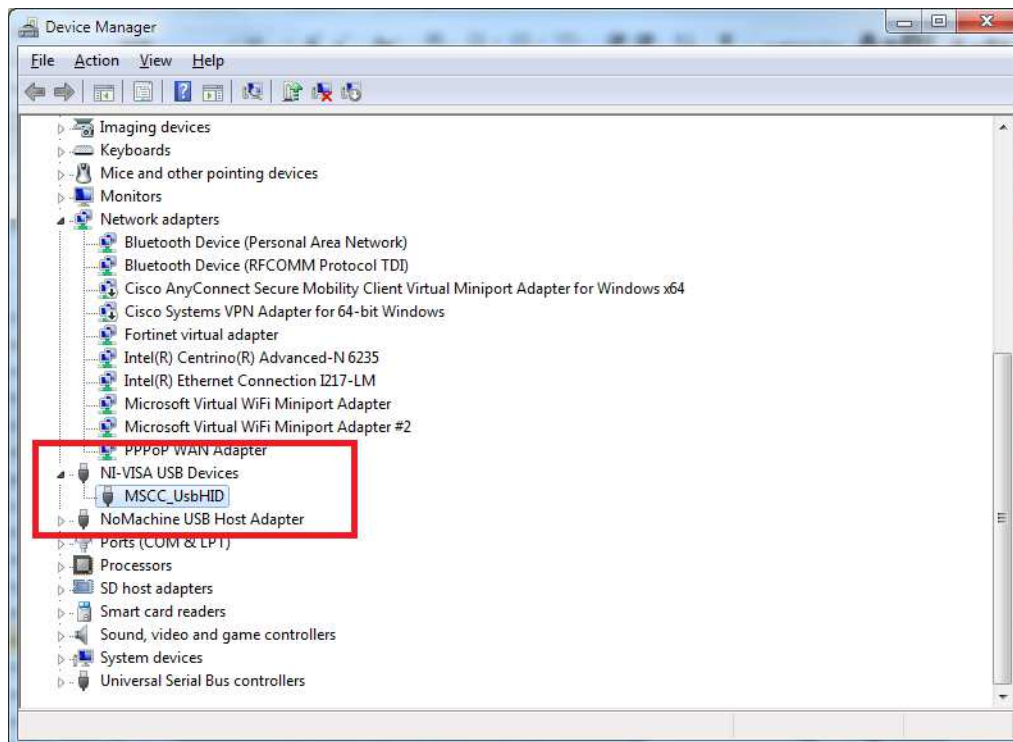 Device Manager
File Action View Help
Imaging devices
Keyboards
Mice and other pointing devices
Monitors
Network adapters
Bluetooth Device (Personal Area Network)
Bluetooth Device (RFCOMM Protocol TDI)
Cisco AnyConnect Secure Mobility Client Virtual Miniport Adapter for Windows x64
Cisco Systems VPN Adapter for 64-bit Windows
Fortinet virtual adapter
Intel(R) Centrino(R) Advanced-N 6235
Intel(R) Ethernet Connection I217-LM
Microsoft Virtual WiFi Miniport Adapter
Microsoft Virtual WiFi Miniport Adapter #2
PPPoP WAN Adapter
NI-VISA USB Devices
MSCC_UsbHID
NoMachine USB Host Adapter
Ports (COM & LPT)
Processors
SD host adapters
Smart card readers
Sound, video and game controllers
System devices
Universal Serial Bus controllers